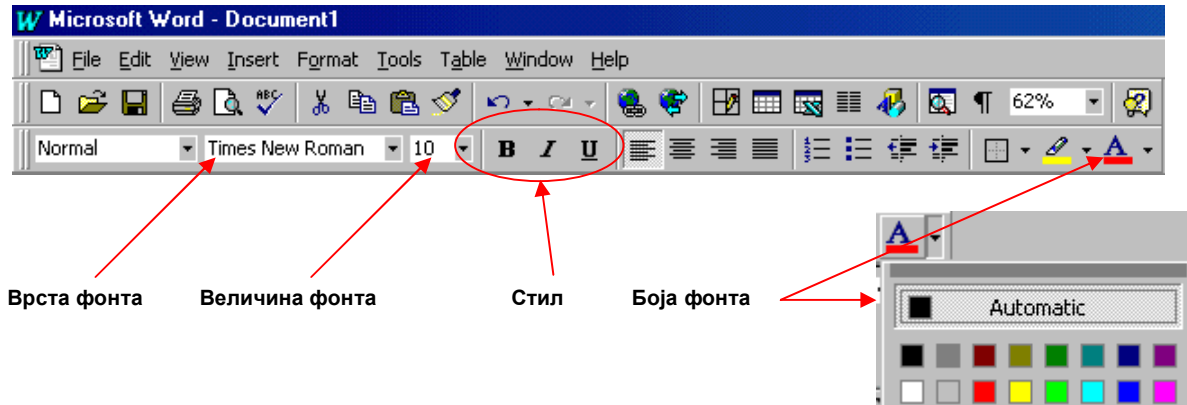 Microsoft Word - Document1
File Edit View Insert Format Tools Table Window Help
ABC 62%
Normal Times New Roman 10 B I U A
A
Врста фонта Величина фонта Стил Боја фонта
Automatic